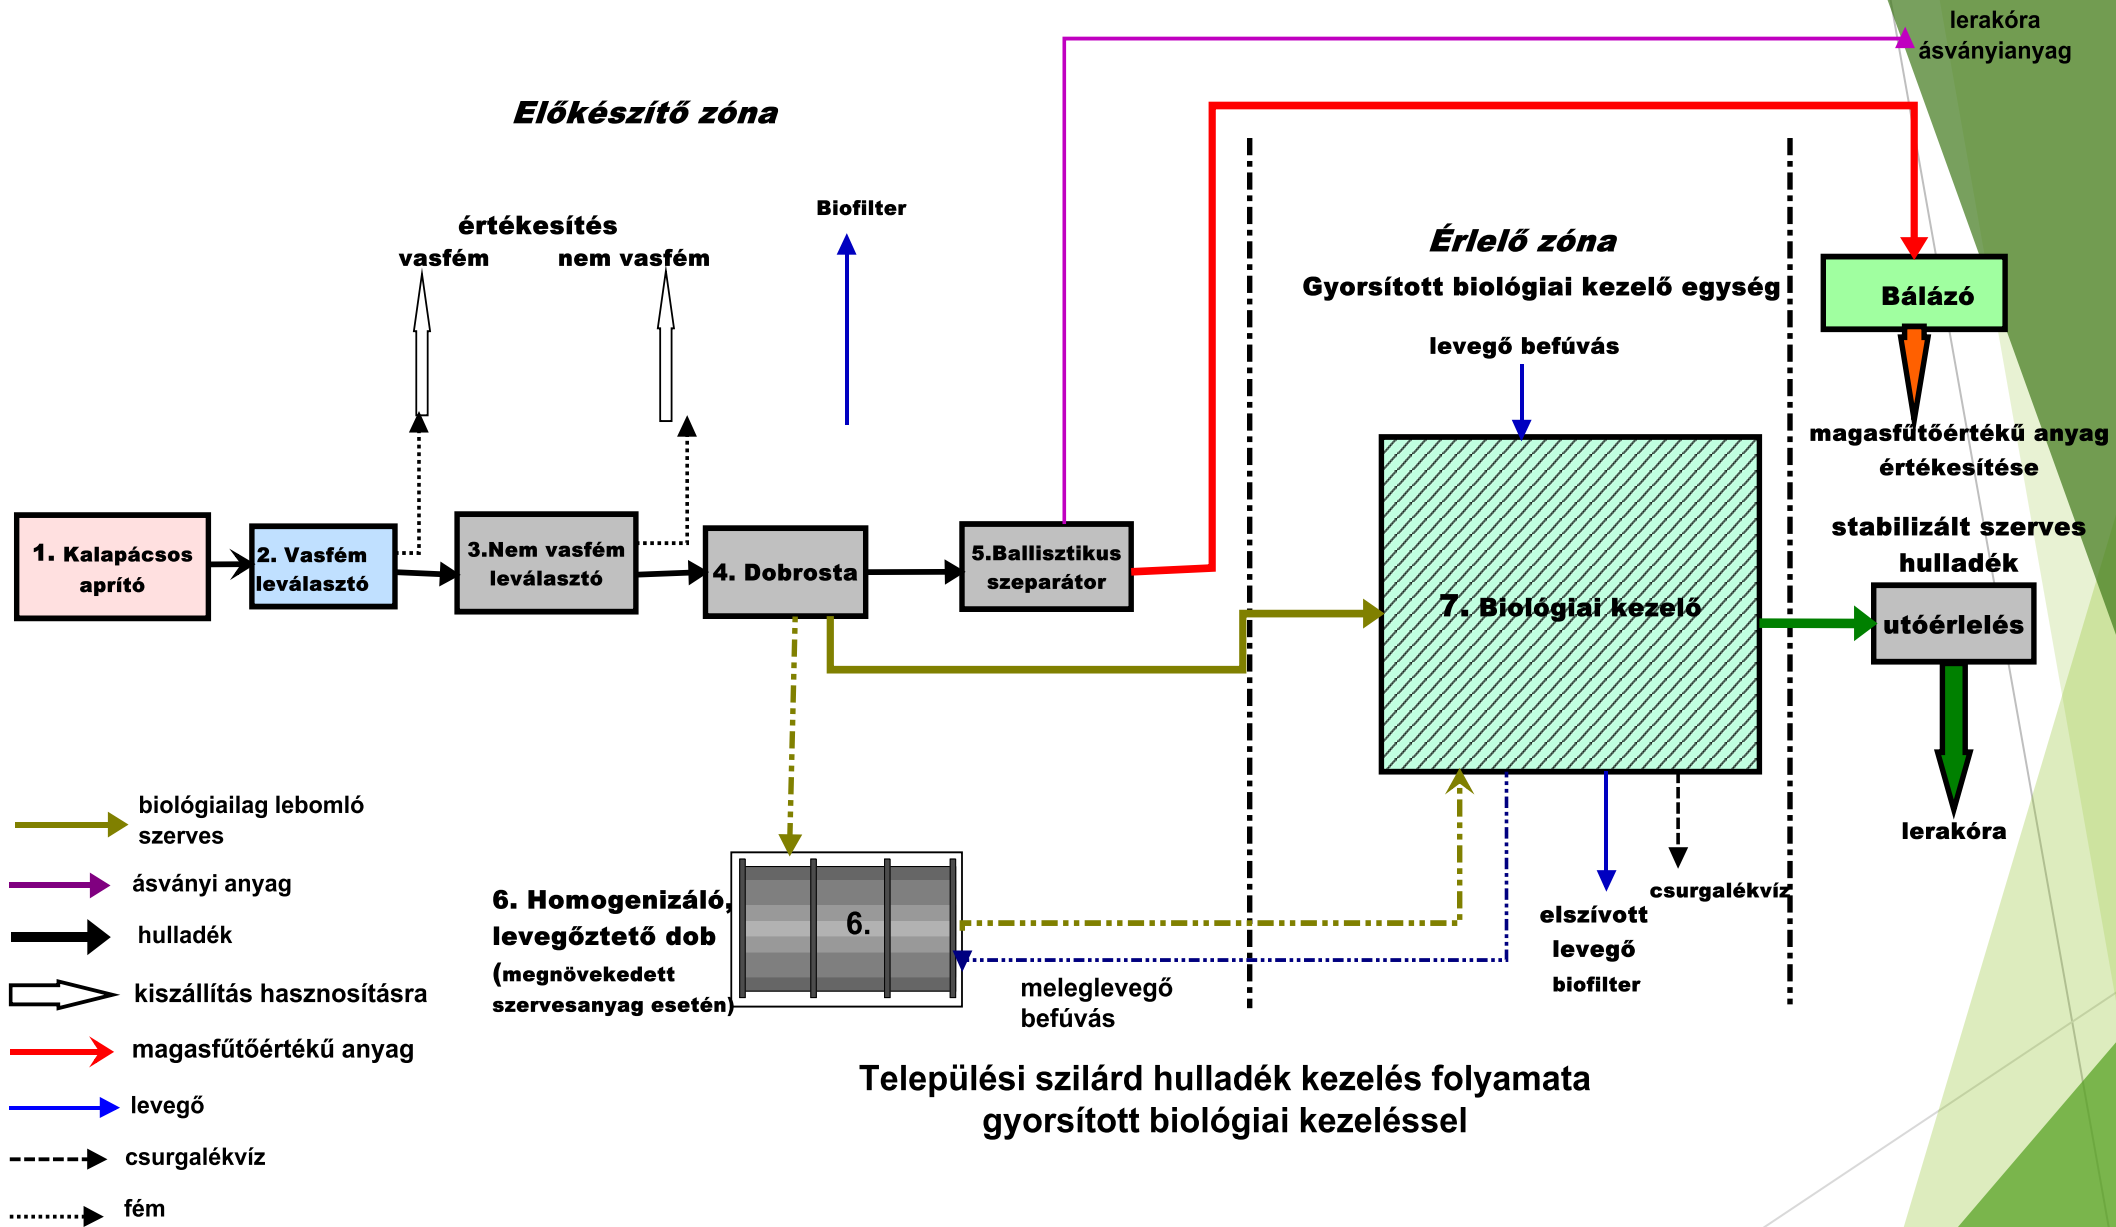 lerakóra
ásványianyag
Előkészítő zóna
Biofilter
értékesítés
vasfém
nem vasfém
Érlelő zóna
Gyorsított biológiai kezelő egység
levegő befúvás
Bálázó
magasfűtőértékű anyag
értékesítése
stabilizált szerves
hulladék
1. Kalapácsos
aprító
2. Vasfém
leválasztó
3.Nem vasfém
leválasztó
4. Dobrosta
5.Ballisztikus
szeparátor
7. Biológiai kezelő
utóérlelés
lerakóra
biológiailag lebomló
szerves
ásványi anyag
hulladék
kiszállítás hasznosításra
magasfűtőértékű anyag
levegő
csurgalékvíz
fém
6. Homogenizáló,
levegőztető dob
(megnövekedett
szervesanyag esetén)
6.
meleglevegő
befúvás
elszívott
levegő
biofilter
csurgalékvíz
Települési szilárd hulladék kezelés folyamata
gyorsított biológiai kezeléssel